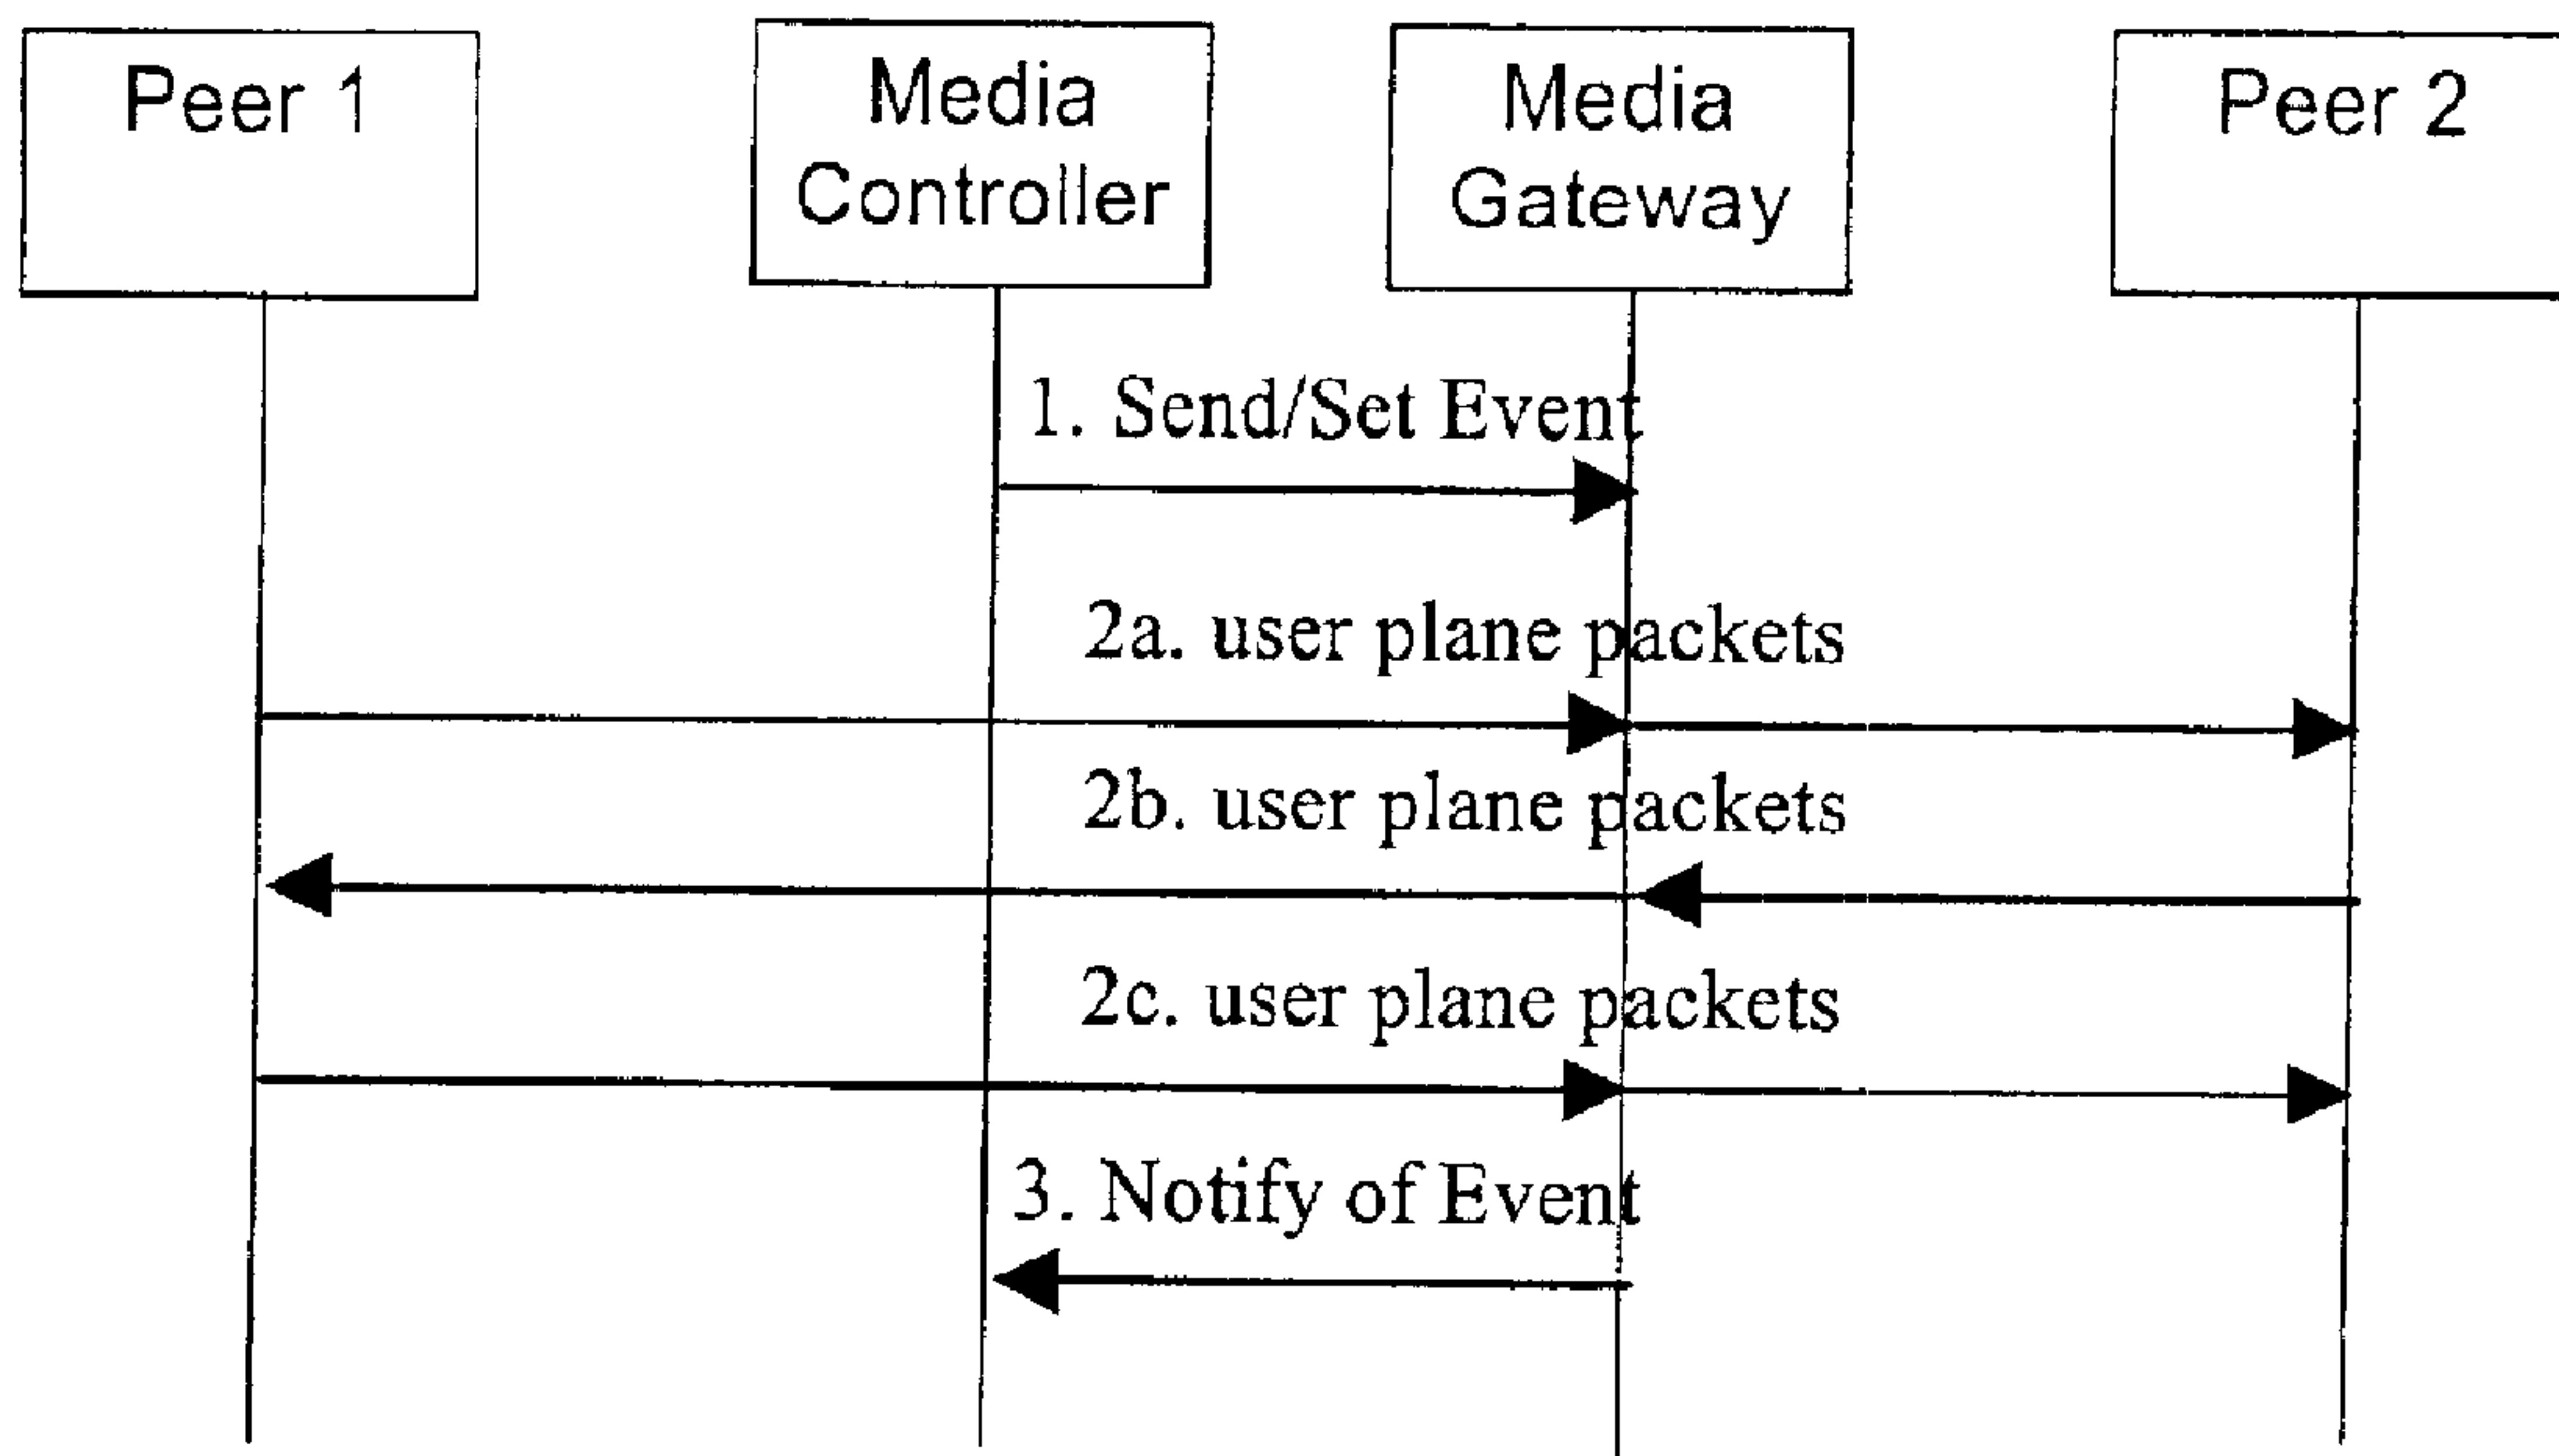 Peer 1
Media
Controller
Media
Gateway
Peer 2
1. Send/Set Event
2a. user plane packets
2b. user plane packets
2c. user plane packets
3. Notify of Event